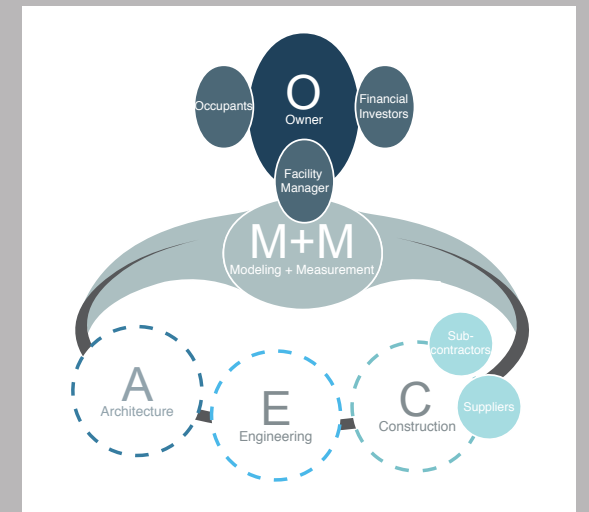 O
Owner
Occupants
Financial
Investors
Facility
Manager
M+M
Modeling + Measurement
A
Architecture
E
Engineering
C
Construction
Sub-
contractors
Suppliers